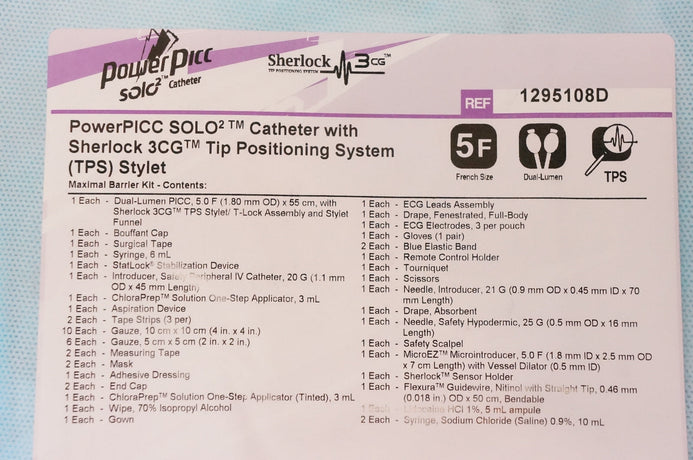 PowerPICC
SOLO²™ Catheter
Sherlock 3CG™
TIP POSITIONING SYSTEM
REF 1295108D
PowerPICC SOLO² ™ Catheter with
Sherlock 3CG™ Tip Positioning System
(TPS) Stylet
5F
French Size
Dual-Lumen
TPS
Maximal Barrier Kit - Contents:
1 Each - Dual-Lumen PICC, 5.0 F (1.80 mm OD) x 55 cm, with
Sherlock 3CG™ TPS Stylet/ T-Lock Assembly and Stylet
Funnel
1 Each - Bouffant Cap
1 Each - Surgical Tape
1 Each - Syringe, 6 mL
1 Each - StatLock® Stabilization Device
1 Each - Introducer, Safety Peripheral IV Catheter, 20 G (1.1 mm
OD x 45 mm Length)
1 Each - ChloraPrep™ Solution One-Step Applicator, 3 mL
1 Each - Aspiration Device
2 Each - Tape Strips (3 per)
10 Each - Gauze, 10 cm x 10 cm (4 in. x 4 in.)
6 Each - Gauze, 5 cm x 5 cm (2 in. x 2 in.)
2 Each - Measuring Tape
2 Each - Mask
1 Each - Adhesive Dressing
2 Each - End Cap
1 Each - ChloraPrep™ Solution One-Step Applicator (Tinted), 3 mL
1 Each - Wipe, 70% Isopropyl Alcohol
1 Each - Gown
1 Each - ECG Leads Assembly
1 Each - Drape, Fenestrated, Full-Body
1 Each - ECG Electrodes, 3 per pouch
1 Each - Gloves (1 pair)
2 Each - Blue Elastic Band
1 Each - Remote Control Holder
1 Each - Tourniquet
1 Each - Scissors
1 Each - Needle, Introducer, 21 G (0.9 mm OD x 0.45 mm ID x 70
mm Length)
1 Each - Drape, Absorbent
1 Each - Needle, Safety Hypodermic, 25 G (0.5 mm OD x 16 mm
Length)
1 Each - Safety Scalpel
1 Each - MicroEZ™ Microintroducer, 5.0 F (1.8 mm ID x 2.5 mm OD
x 7 cm Length) with Vessel Dilator (0.5 mm ID)
1 Each - Sherlock™ Sensor Holder
1 Each - Flexura™ Guidewire, Nitinol with Straight Tip, 0.46 mm
(0.018 in.) OD x 50 cm, Bendable
1 Each - Lidocaine HCl 1%, 5 mL ampule
2 Each - Syringe, Sodium Chloride (Saline) 0.9%, 10 mL